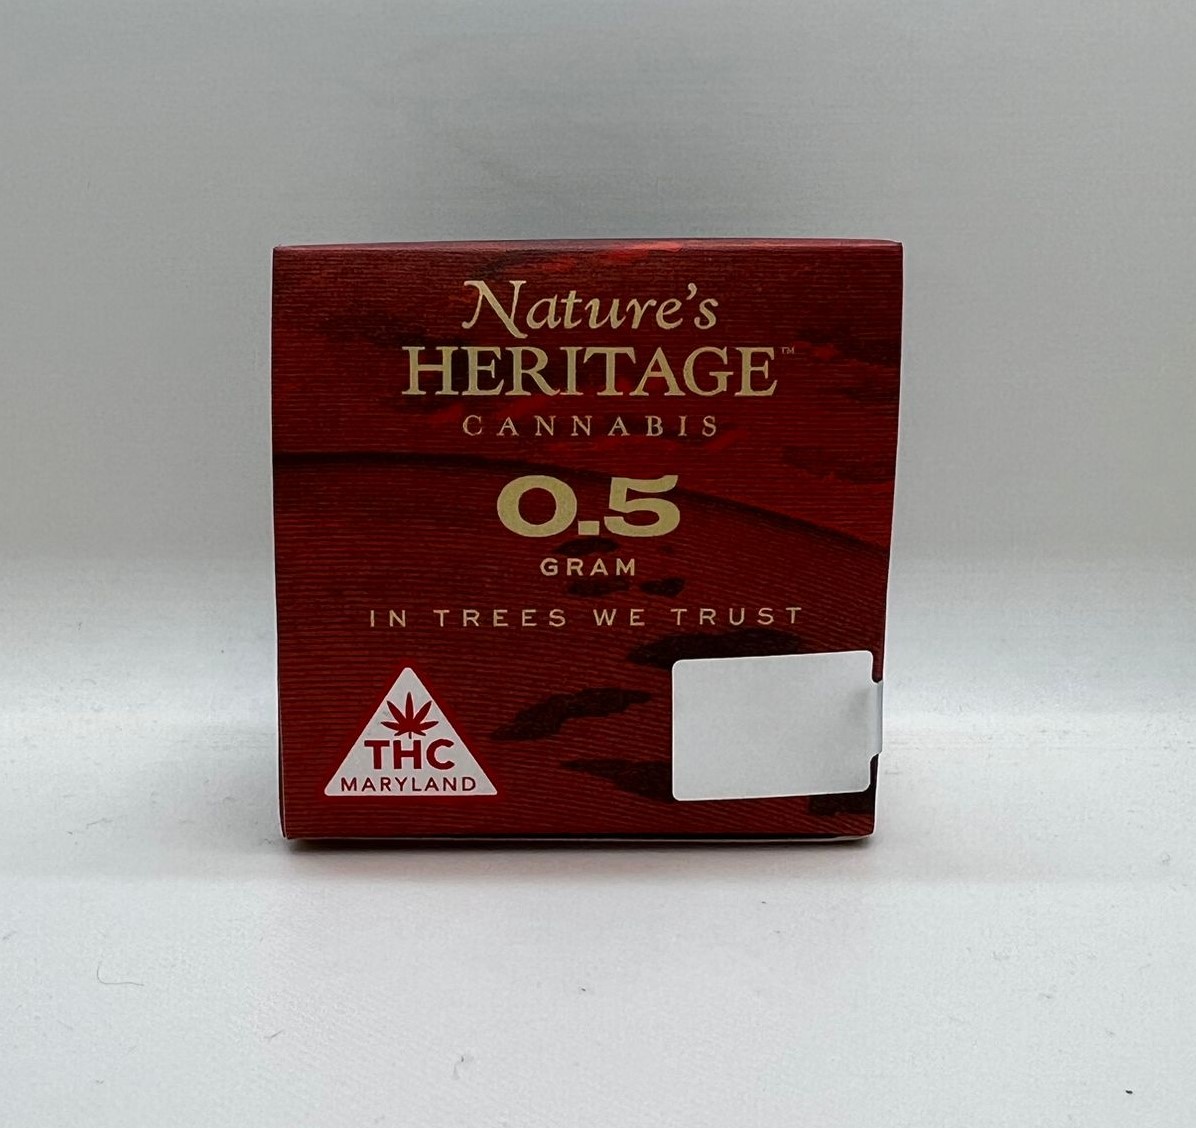 Nature's
HERITAGE™
CANNABIS
0.5
GRAM
IN TREES WE TRUST
THC
MARYLAND